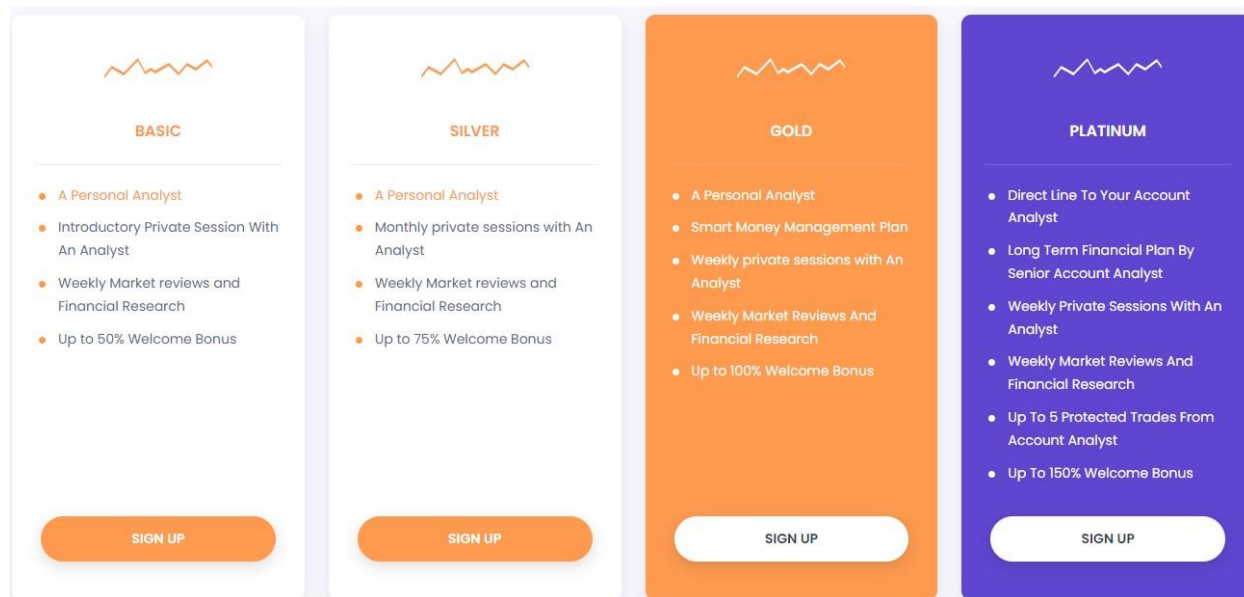 BASIC
A Personal Analyst
Introductory Private Session With
An Analyst
Weekly Market reviews and
Financial Research
Up to 50% Welcome Bonus
SIGN UP
SILVER
A Personal Analyst
Monthly private sessions with An
Analyst
Weekly Market reviews and
Financial Research
Up to 75% Welcome Bonus
SIGN UP
GOLD
A Personal Analyst
Smart Money Management Plan
Weekly private sessions with An
Analyst
Weekly Market Reviews And
Financial Research
Up to 100% Welcome Bonus
SIGN UP
PLATINUM
Direct Line To Your Account
Analyst
Long Term Financial Plan By
Senior Account Analyst
Weekly Private Sessions With An
Analyst
Weekly Market Reviews And
Financial Research
Up To 5 Protected Trades From
Account Analyst
Up To 150% Welcome Bonus
SIGN UP